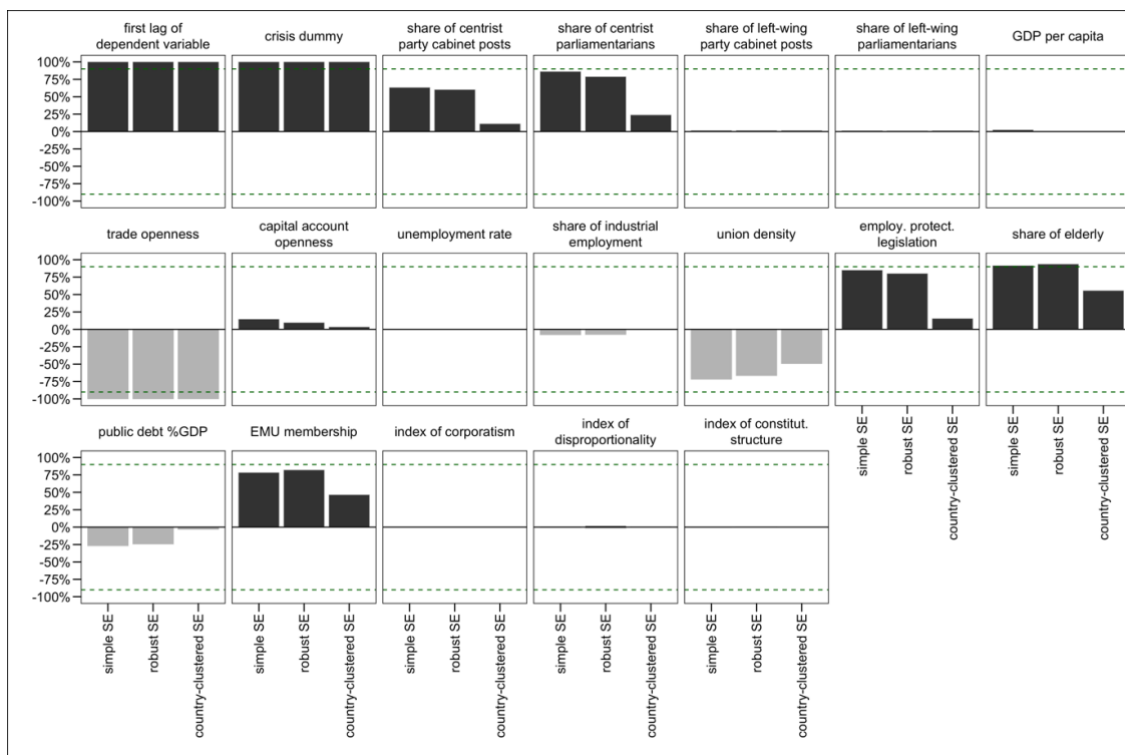 first lag of
dependent variable
crisis dummy
share of centrist
party cabinet posts
share of centrist
parliamentarians
share of left-wing
party cabinet posts
share of left-wing
parliamentarians
GDP per capita
100%
75%
50%
25%
0%
-25%
-50%
-75%
-100%
trade openness
capital account
openness
unemployment rate
share of industrial
employment
union density
employ. protect.
legislation
share of elderly
100%
75%
50%
25%
0%
-25%
-50%
-75%
-100%
public debt %GDP
EMU membership
index of corporatism
index of
disproportionality
index of constitut.
structure
simple SE
robust SE
country-clustered SE
simple SE
robust SE
country-clustered SE
100%
75%
50%
25%
0%
-25%
-50%
-75%
-100%
simple SE
robust SE
country-clustered SE
simple SE
robust SE
country-clustered SE
simple SE
robust SE
country-clustered SE
simple SE
robust SE
country-clustered SE
simple SE
robust SE
country-clustered SE